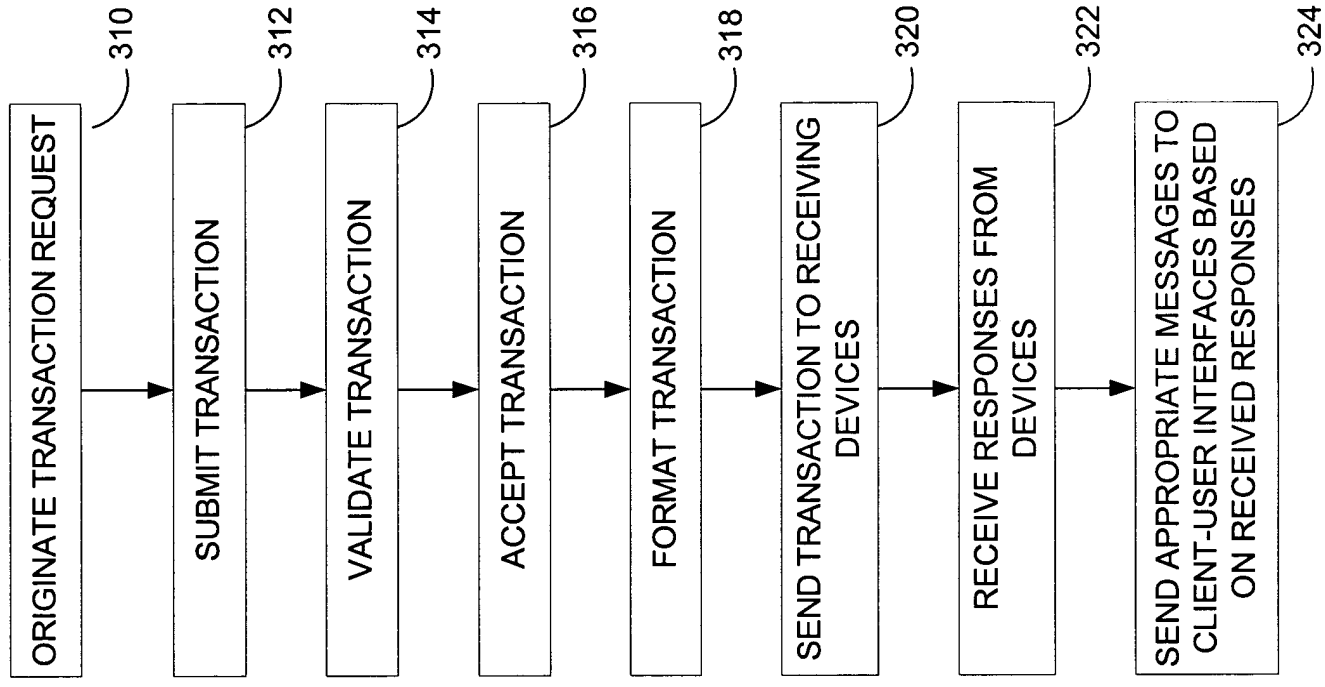 ORIGINATE TRANSACTION REQUEST
310
SUBMIT TRANSACTION
312
VALIDATE TRANSACTION
314
ACCEPT TRANSACTION
316
FORMAT TRANSACTION
318
SEND TRANSACTION TO RECEIVING
DEVICES
320
RECEIVE RESPONSES FROM
DEVICES
322
SEND APPROPRIATE MESSAGES TO
CLIENT-USER INTERFACES BASED
ON RECEIVED RESPONSES
324